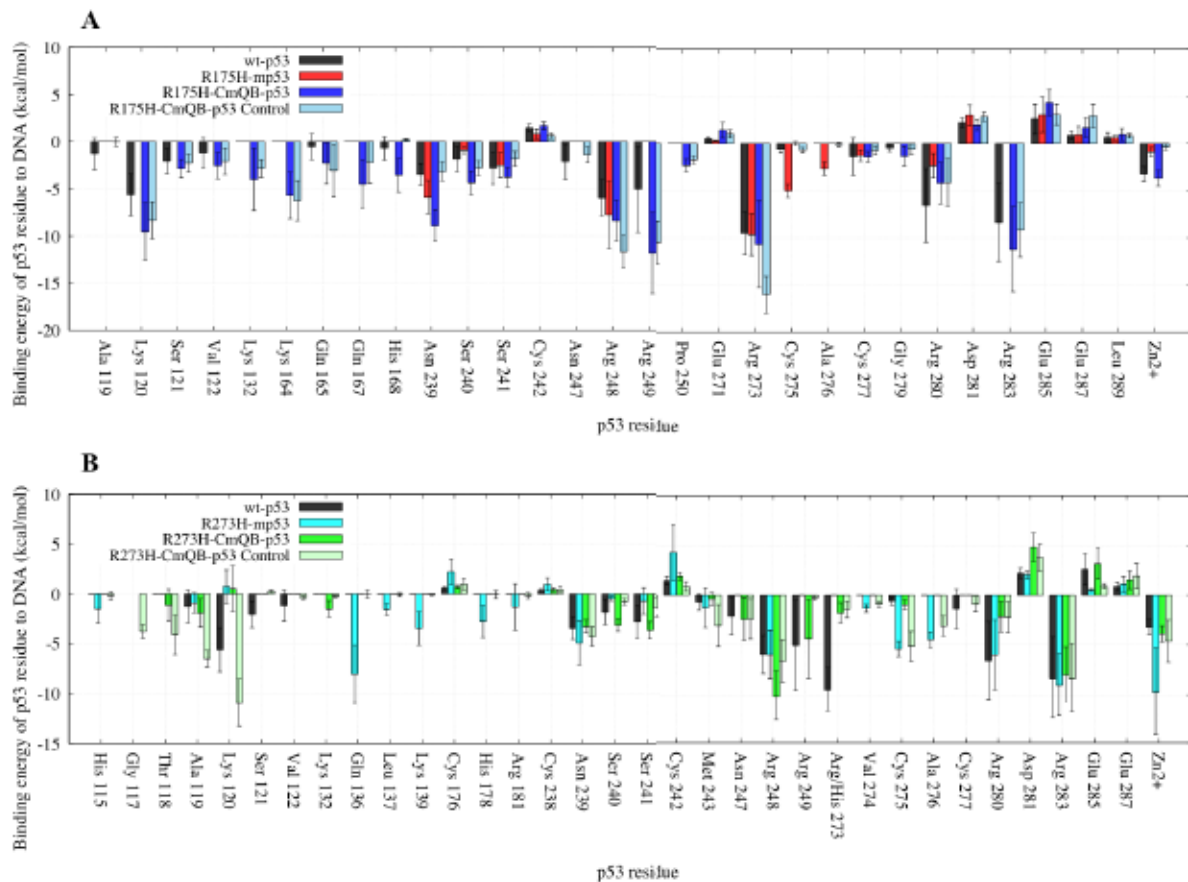 A
Binding energy of p53 residue to DNA (kcal/mol)
10
5
0
-5
-10
-15
-20
wt-p53
R175H-mp53
R175H-CmQB-p53
R175H-CmQB-p53 Control
Ala 119
Lys 120
Ser 121
Val 122
Lys 132
Lys 164
Gln 165
Gln 167
His 168
Asn 239
Ser 240
Ser 241
Cys 242
Asn 247
Arg 248
Arg 249
Pro 250
Glu 271
Arg 273
Cys 275
Ala 276
Cys 277
Gly 279
Arg 280
Asp 281
Arg 283
Glu 285
Glu 287
Leu 289
Zn2+
p53 residue
B
Binding energy of p53 residue to DNA (kcal/mol)
10
5
0
-5
-10
-15
wt-p53
R273H-mp53
R273H-CmQB-p53
R273H-CmQB-p53 Control
His 115
Gly 117
Thr 118
Ala 119
Lys 120
Ser 121
Val 122
Lys 132
Gln 136
Leu 137
Lys 139
Cys 176
His 178
Arg 181
Cys 238
Asn 239
Ser 240
Ser 241
Cys 242
Met 243
Asn 247
Arg 248
Arg 249
Arg/His 273
Val 274
Cys 275
Ala 276
Cys 277
Arg 280
Asp 281
Arg 283
Glu 285
Glu 287
Zn2+
p53 residue